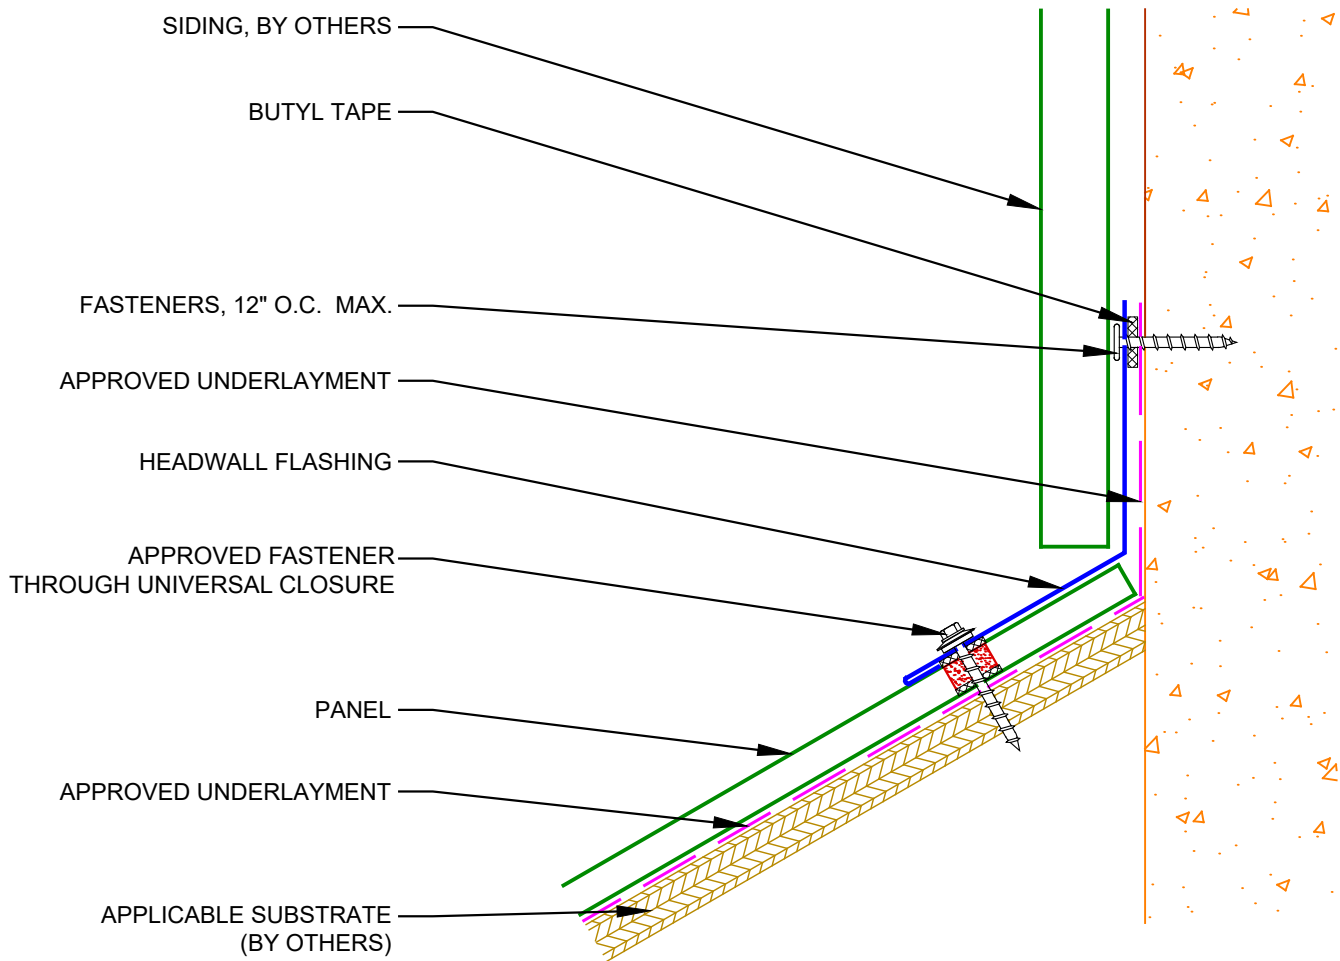 SIDING, BY OTHERS
BUTYL TAPE
FASTENERS, 12" O.C. MAX.
APPROVED UNDERLAYMENT
HEADWALL FLASHING
APPROVED FASTENER
THROUGH UNIVERSAL CLOSURE
PANEL
APPROVED UNDERLAYMENT
APPLICABLE SUBSTRATE
(BY OTHERS)